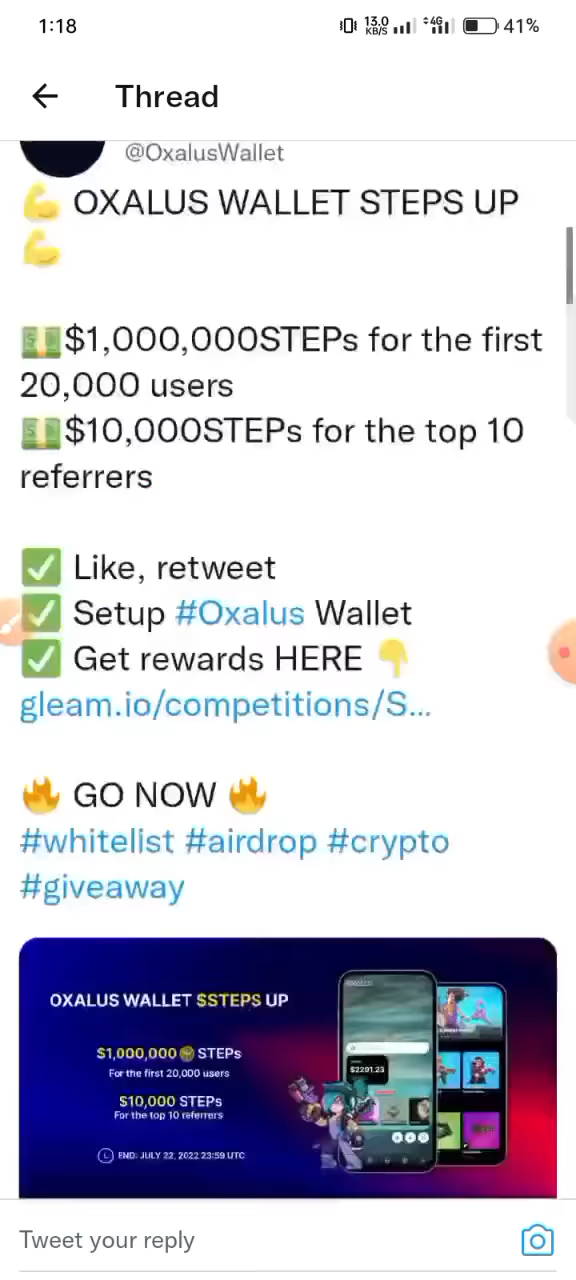 1:18 13.0 KB/S 4G 41%
Thread
@OxalusWallet
💪 OXALUS WALLET STEPS UP
💪
💵$1,000,000STEPs for the first
20,000 users
💵$10,000STEPs for the top 10
referrers
✅ Like, retweet
✅ Setup #Oxalus Wallet
✅ Get rewards HERE 👇
gleam.io/competitions/S...
🔥 GO NOW 🔥
#whitelist #airdrop #crypto
#giveaway
OXALUS WALLET $STEPS UP
$1,000,000 STEPs
For the first 20,000 users
$10,000 STEPs
For the top 10 referrers
END: JULY 22, 2022 23:59 UTC
$2291.23
Tweet your reply